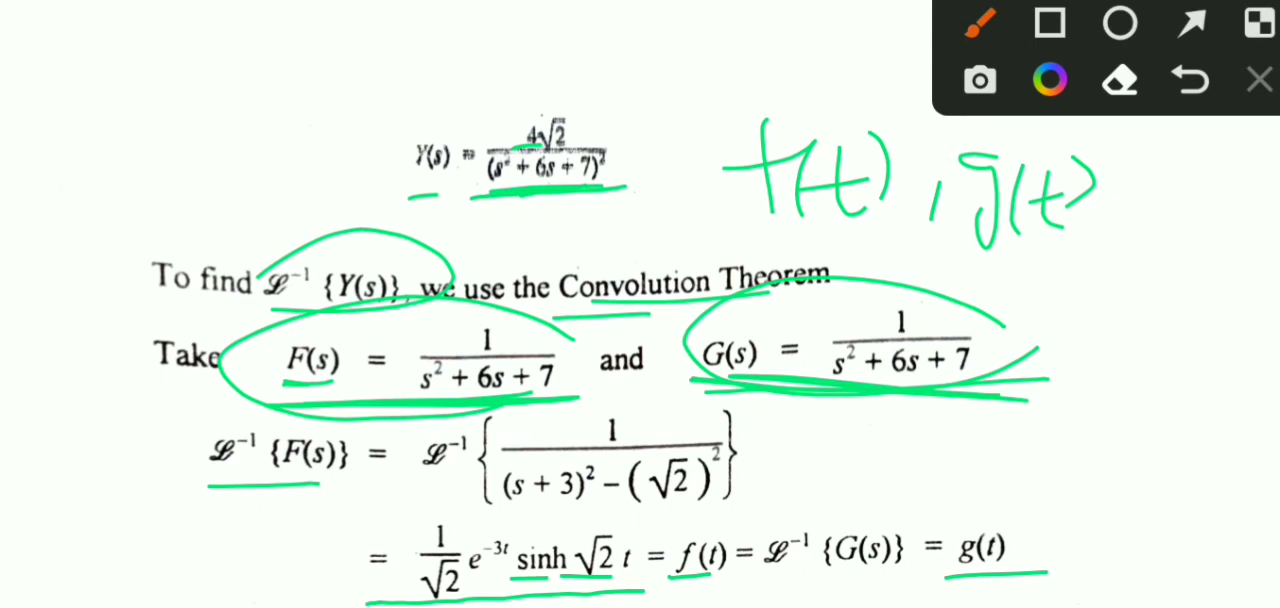 Y(s) = 4√2 / (s² + 6s + 7)²
f(t), g(t)
To find ℒ⁻¹ {Y(s)}, we use the Convolution Theorem
Take F(s) = 1 / (s² + 6s + 7) and G(s) = 1 / (s² + 6s + 7)
ℒ⁻¹ {F(s)} = ℒ⁻¹ { 1 / ((s + 3)² – (√2)²) }
= 1/√2 e⁻³ᵗ sinh √2 t = f(t) = ℒ⁻¹ {G(s)} = g(t)